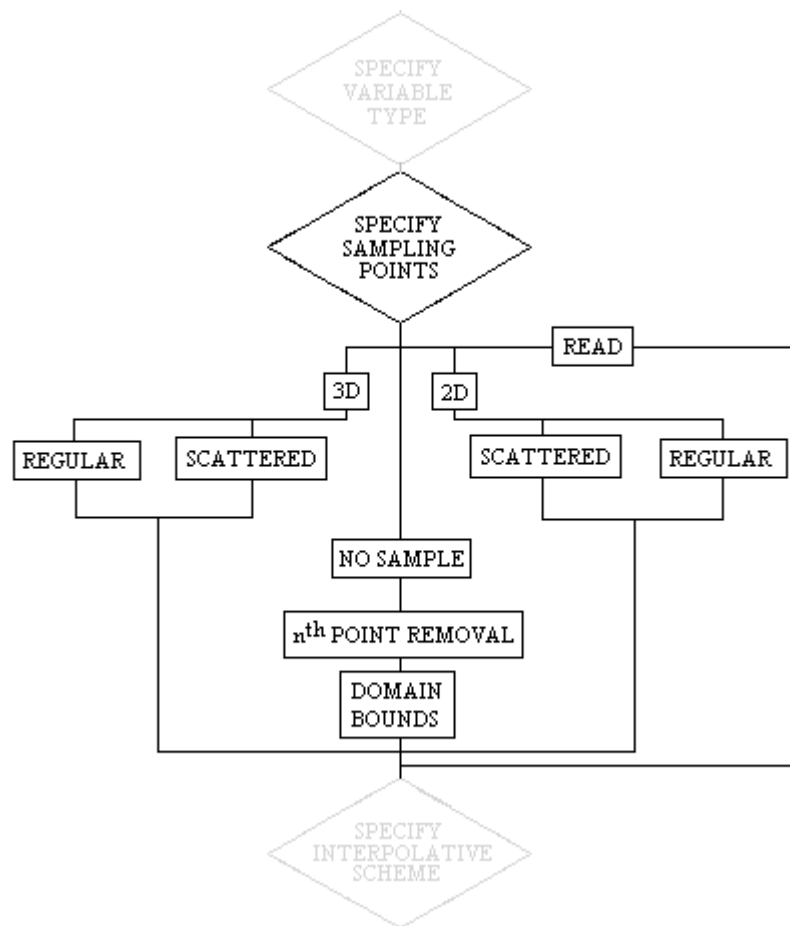 SPECIFY
VARIABLE
TYPE
SPECIFY
SAMPLING
POINTS
READ
3D
2D
REGULAR
SCATTERED
SCATTERED
REGULAR
NO SAMPLE
nth POINT REMOVAL
DOMAIN
BOUNDS
SPECIFY
INTERPOLATIVE
SCHEME